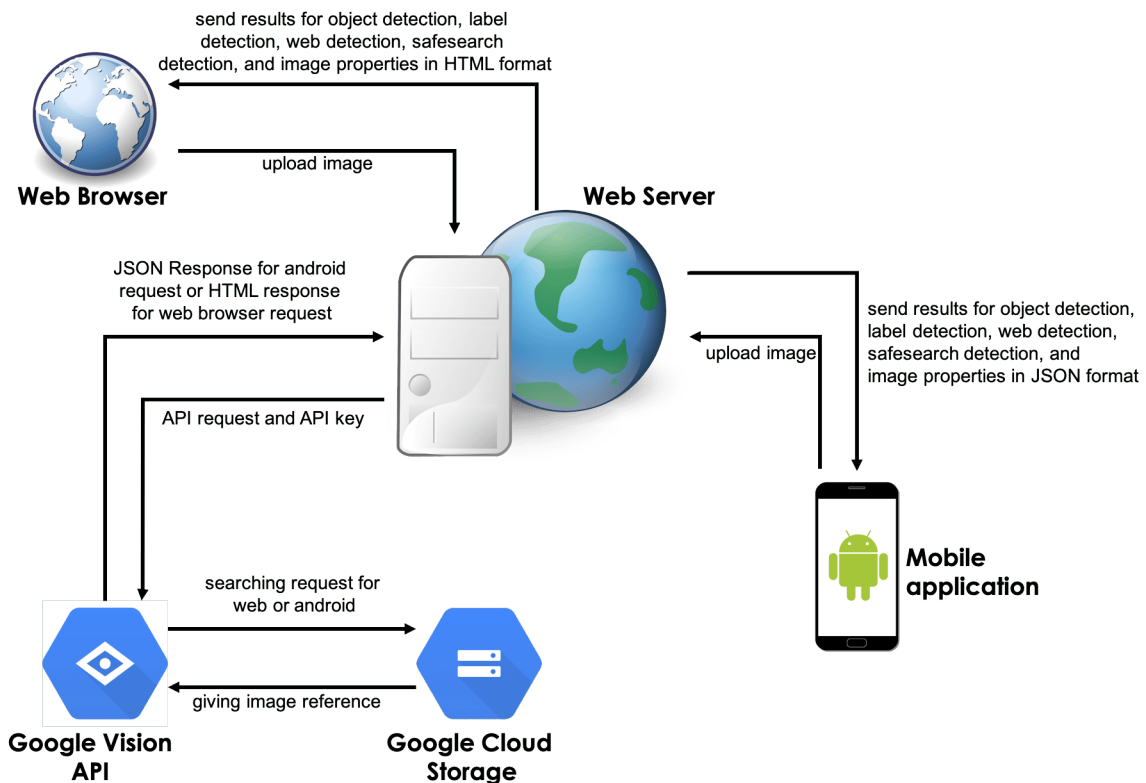 send results for object detection, label
detection, web detection, safesearch
detection, and image properties in HTML format
upload image
Web Browser
Web Server
JSON Response for android
request or HTML response
for web browser request
send results for object detection,
label detection, web detection,
safesearch detection, and
image properties in JSON format
upload image
API request and API key
Mobile
application
searching request for
web or android
giving image reference
Google Vision
API
Google Cloud
Storage